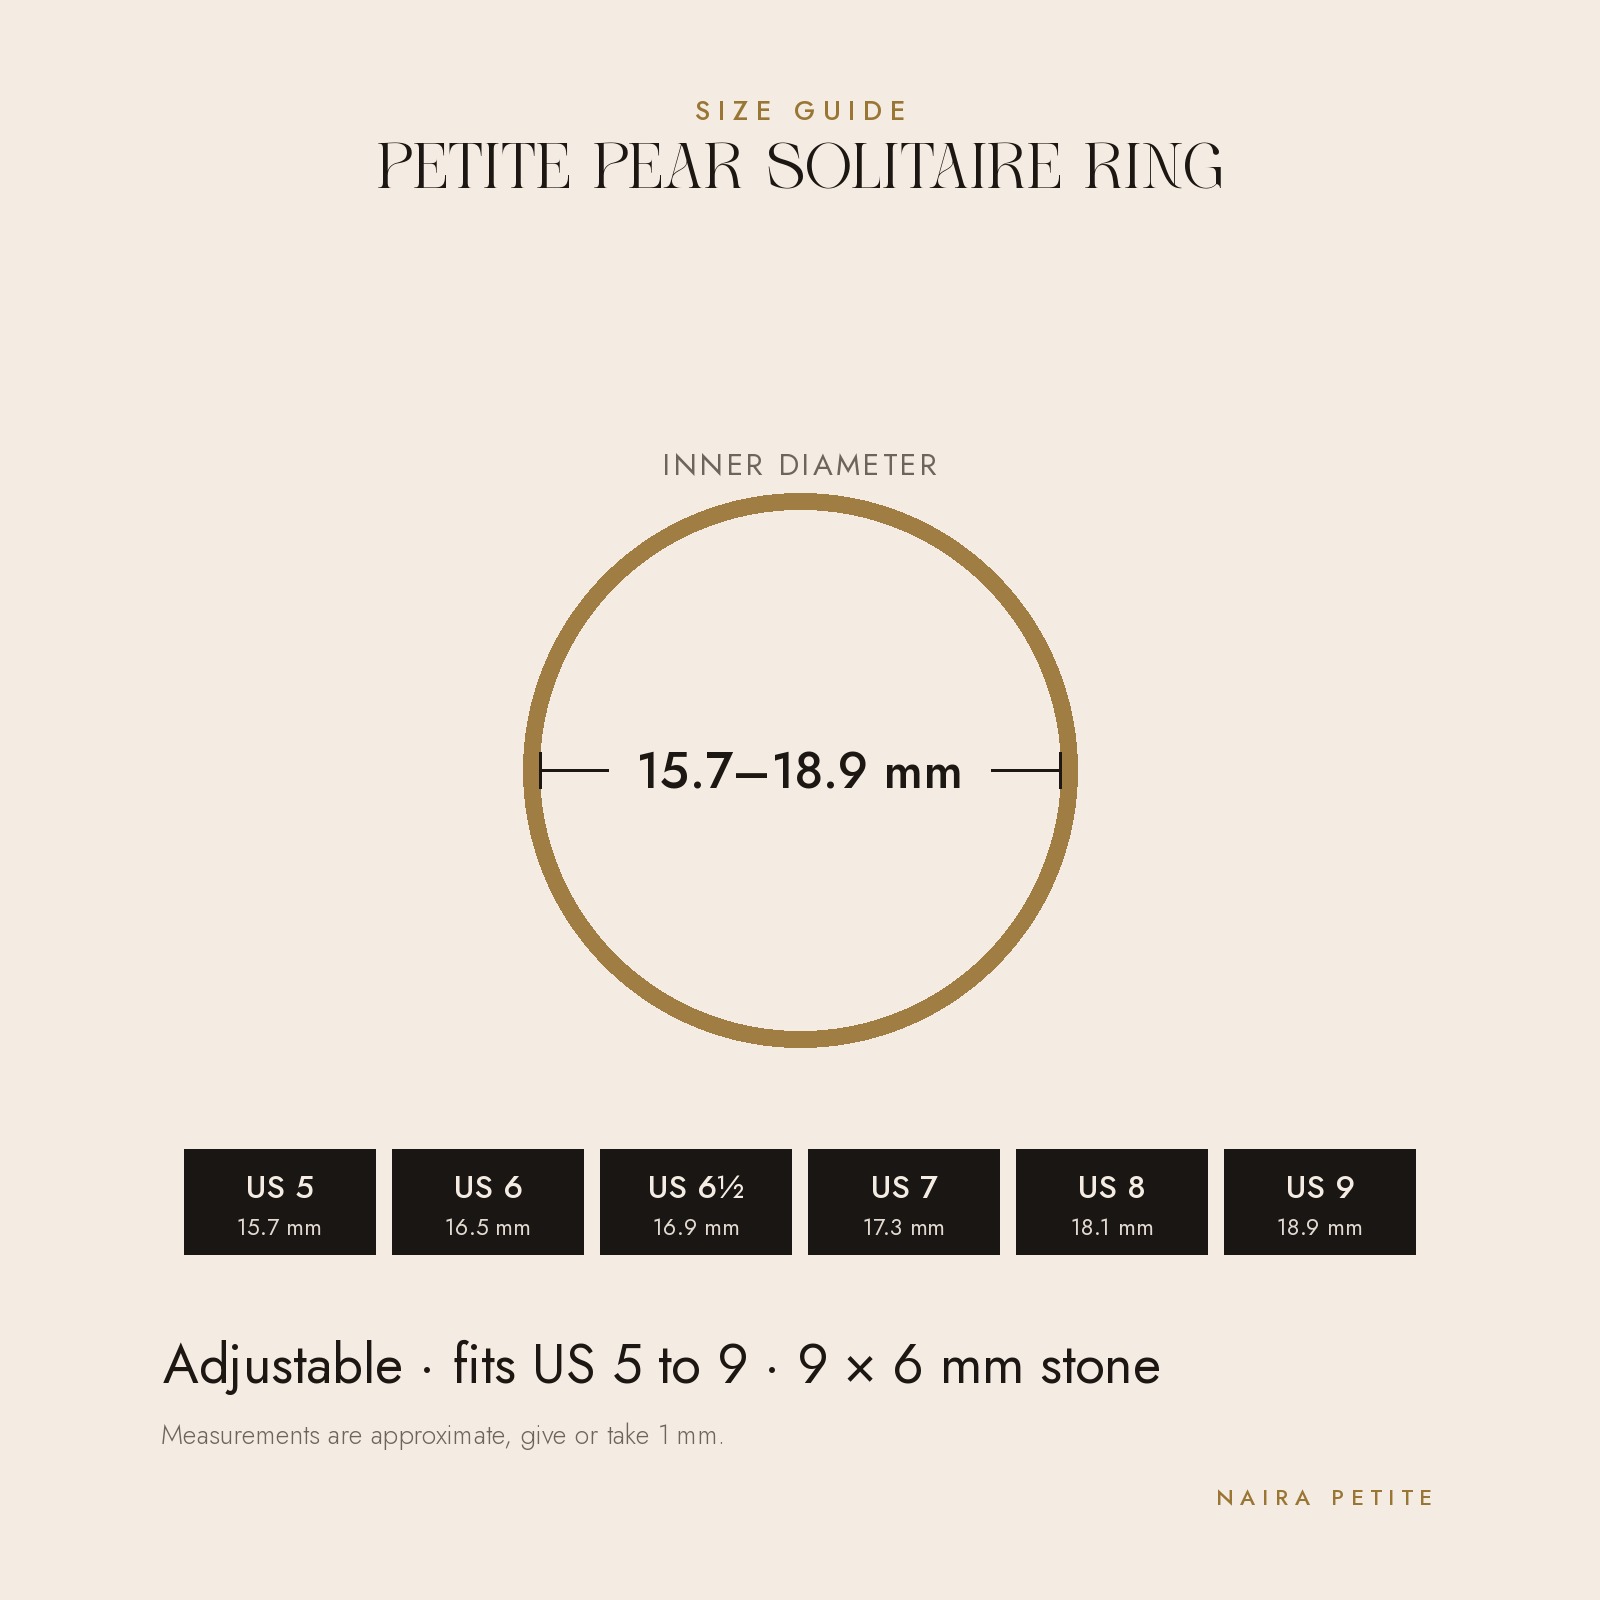 SIZE GUIDE
PETITE PEAR SOLITAIRE RING
INNER DIAMETER
15.7–18.9 mm
US 5
15.7 mm
US 6
16.5 mm
US 6½
16.9 mm
US 7
17.3 mm
US 8
18.1 mm
US 9
18.9 mm
Adjustable · fits US 5 to 9 · 9 × 6 mm stone
Measurements are approximate, give or take 1 mm.
NAIRA PETITE